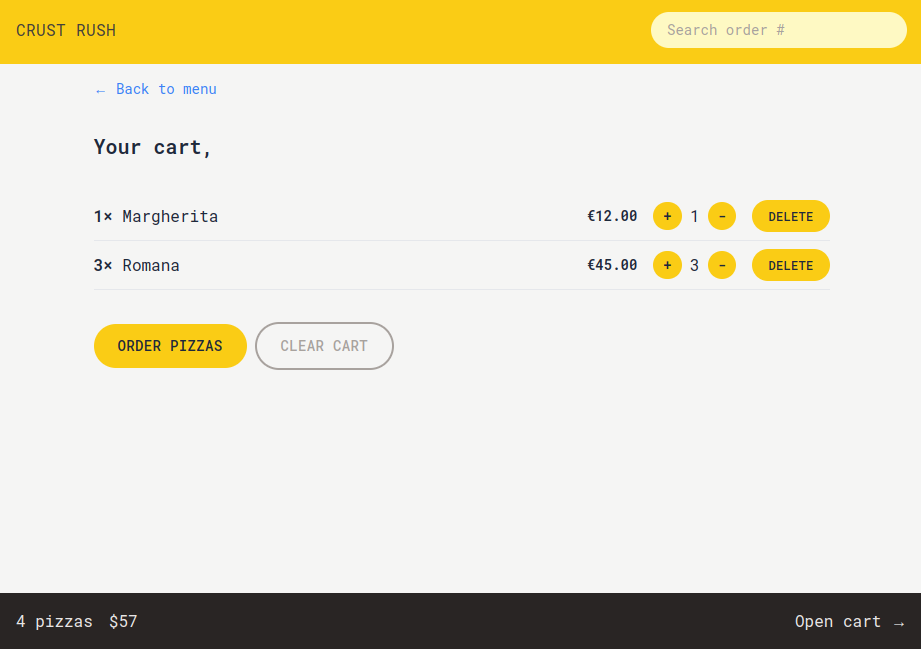 CRUST RUSH Search order #
← Back to menu
Your cart,
1× Margherita €12.00 + 1 - DELETE
3× Romana €45.00 + 3 - DELETE
ORDER PIZZAS CLEAR CART
4 pizzas $57 Open cart →